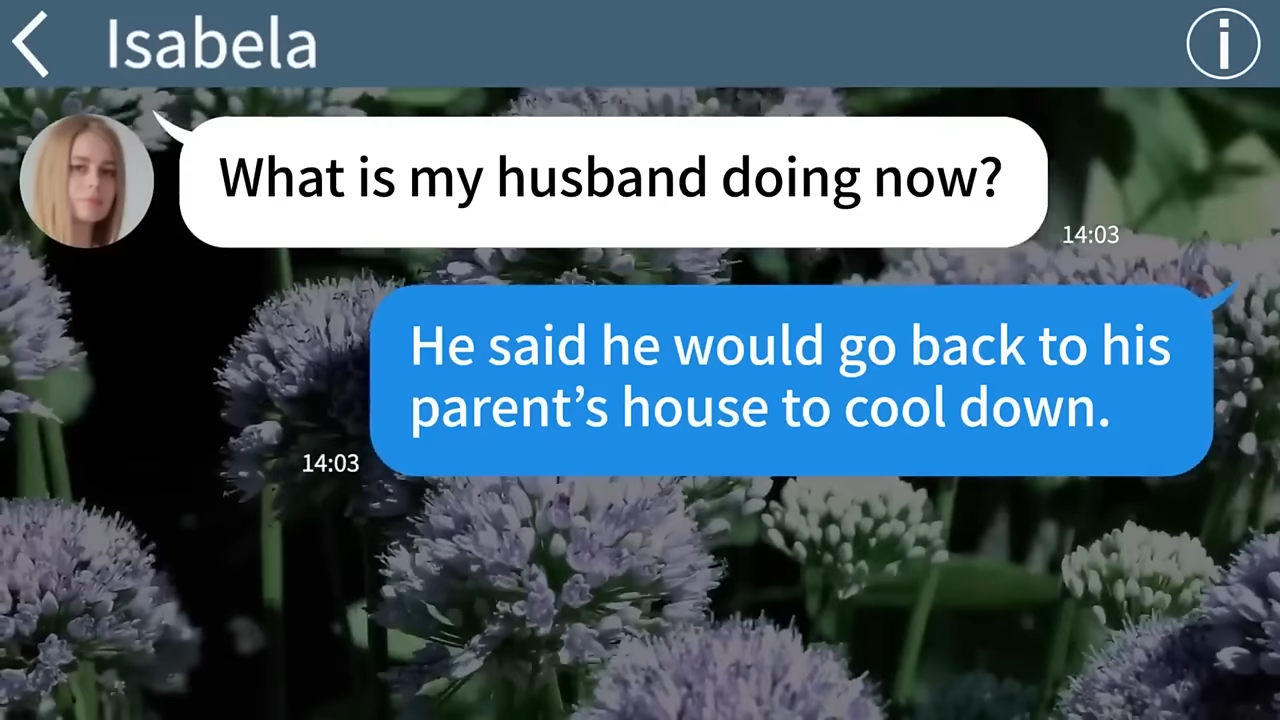 Isabela
What is my husband doing now?
14:03
He said he would go back to his
parent’s house to cool down.
14:03